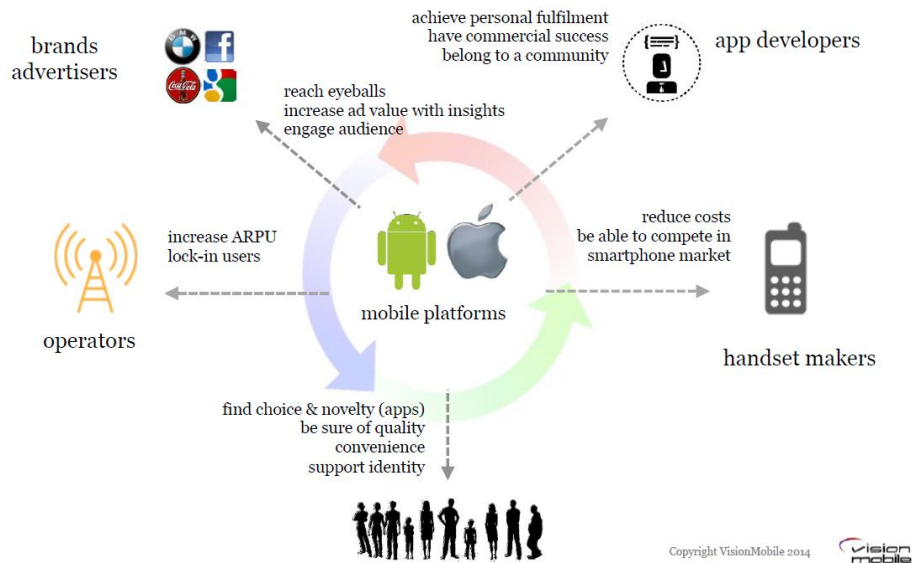 brands
advertisers
achieve personal fulfilment
have commercial success
belong to a community
app developers
reach eyeballs
increase ad value with insights
engage audience
BMW
Coca-Cola
{≡}
increase ARPU
lock-in users
operators
mobile platforms
reduce costs
be able to compete in
smartphone market
handset makers
find choice & novelty (apps)
be sure of quality
convenience
support identity
Copyright VisionMobile 2014
vision
mobile